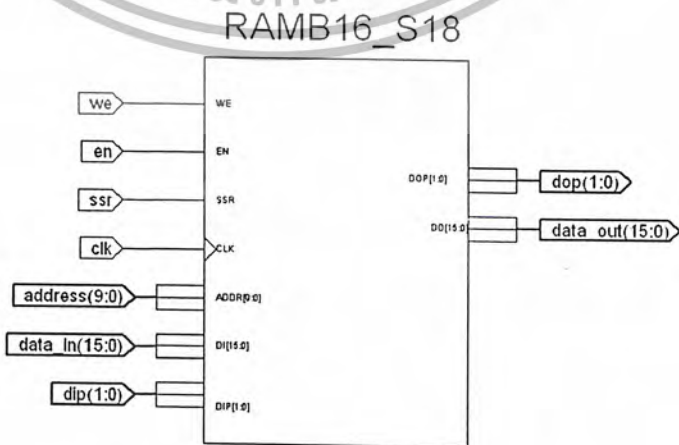 RAMB16_S18
we
WE
en
EN
ssr
SSR
clk
CLK
address(9:0)
ADDR[9:0]
data_in(15:0)
DI[15:0]
dip(1:0)
DIP[1:0]
DOP[1:0]
dop(1:0)
DO[15:0]
data_out(15:0)